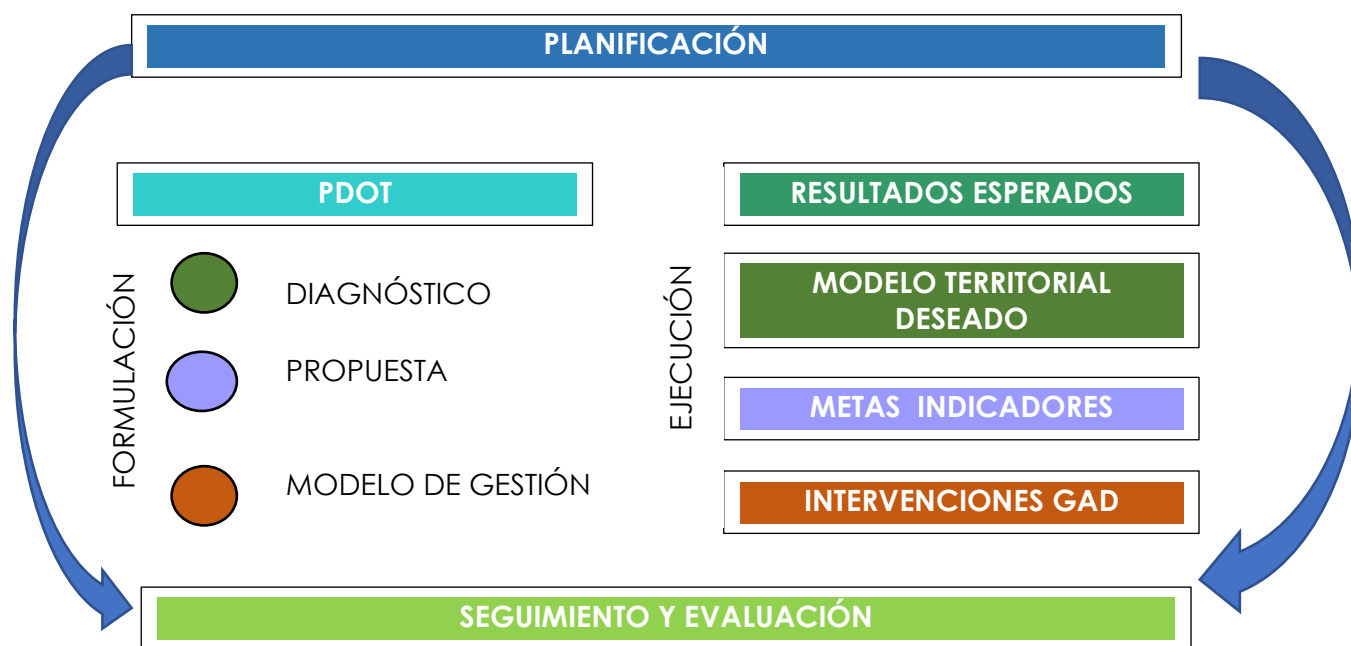 PLANIFICACIÓN
PDOT
FORMULACIÓN
DIAGNÓSTICO
PROPUESTA
MODELO DE GESTIÓN
RESULTADOS ESPERADOS
EJECUCIÓN
MODELO TERRITORIAL
DESEADO
METAS  INDICADORES
INTERVENCIONES GAD
SEGUIMIENTO Y EVALUACIÓN